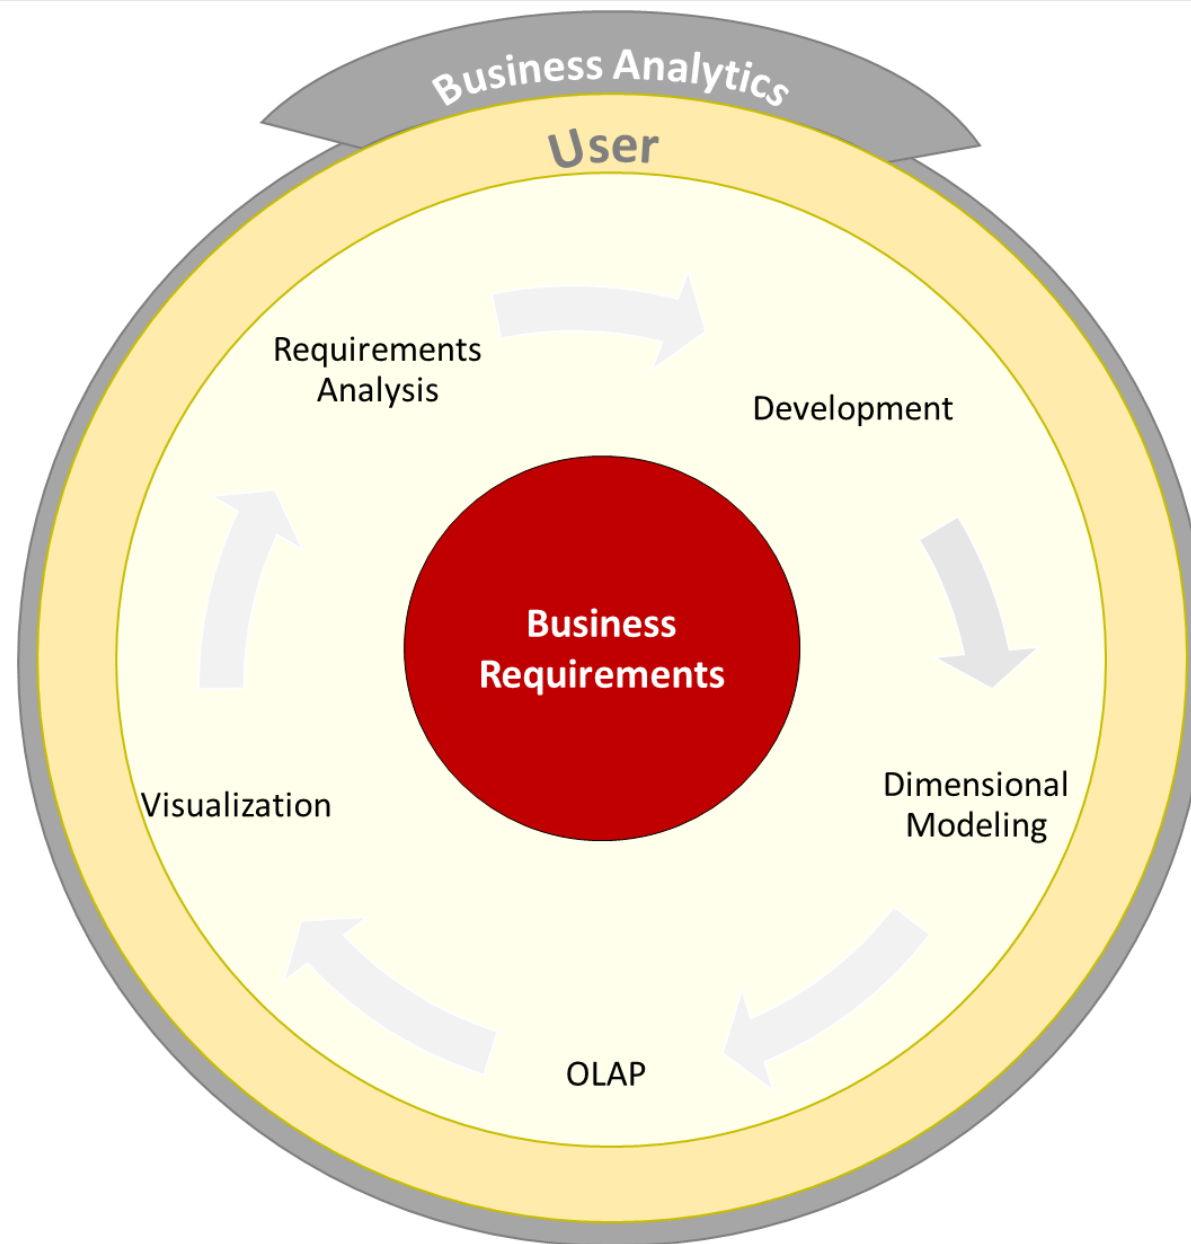 Business Analytics
User
Requirements
Analysis
Development
Business
Requirements
Dimensional
Modeling
Visualization
OLAP